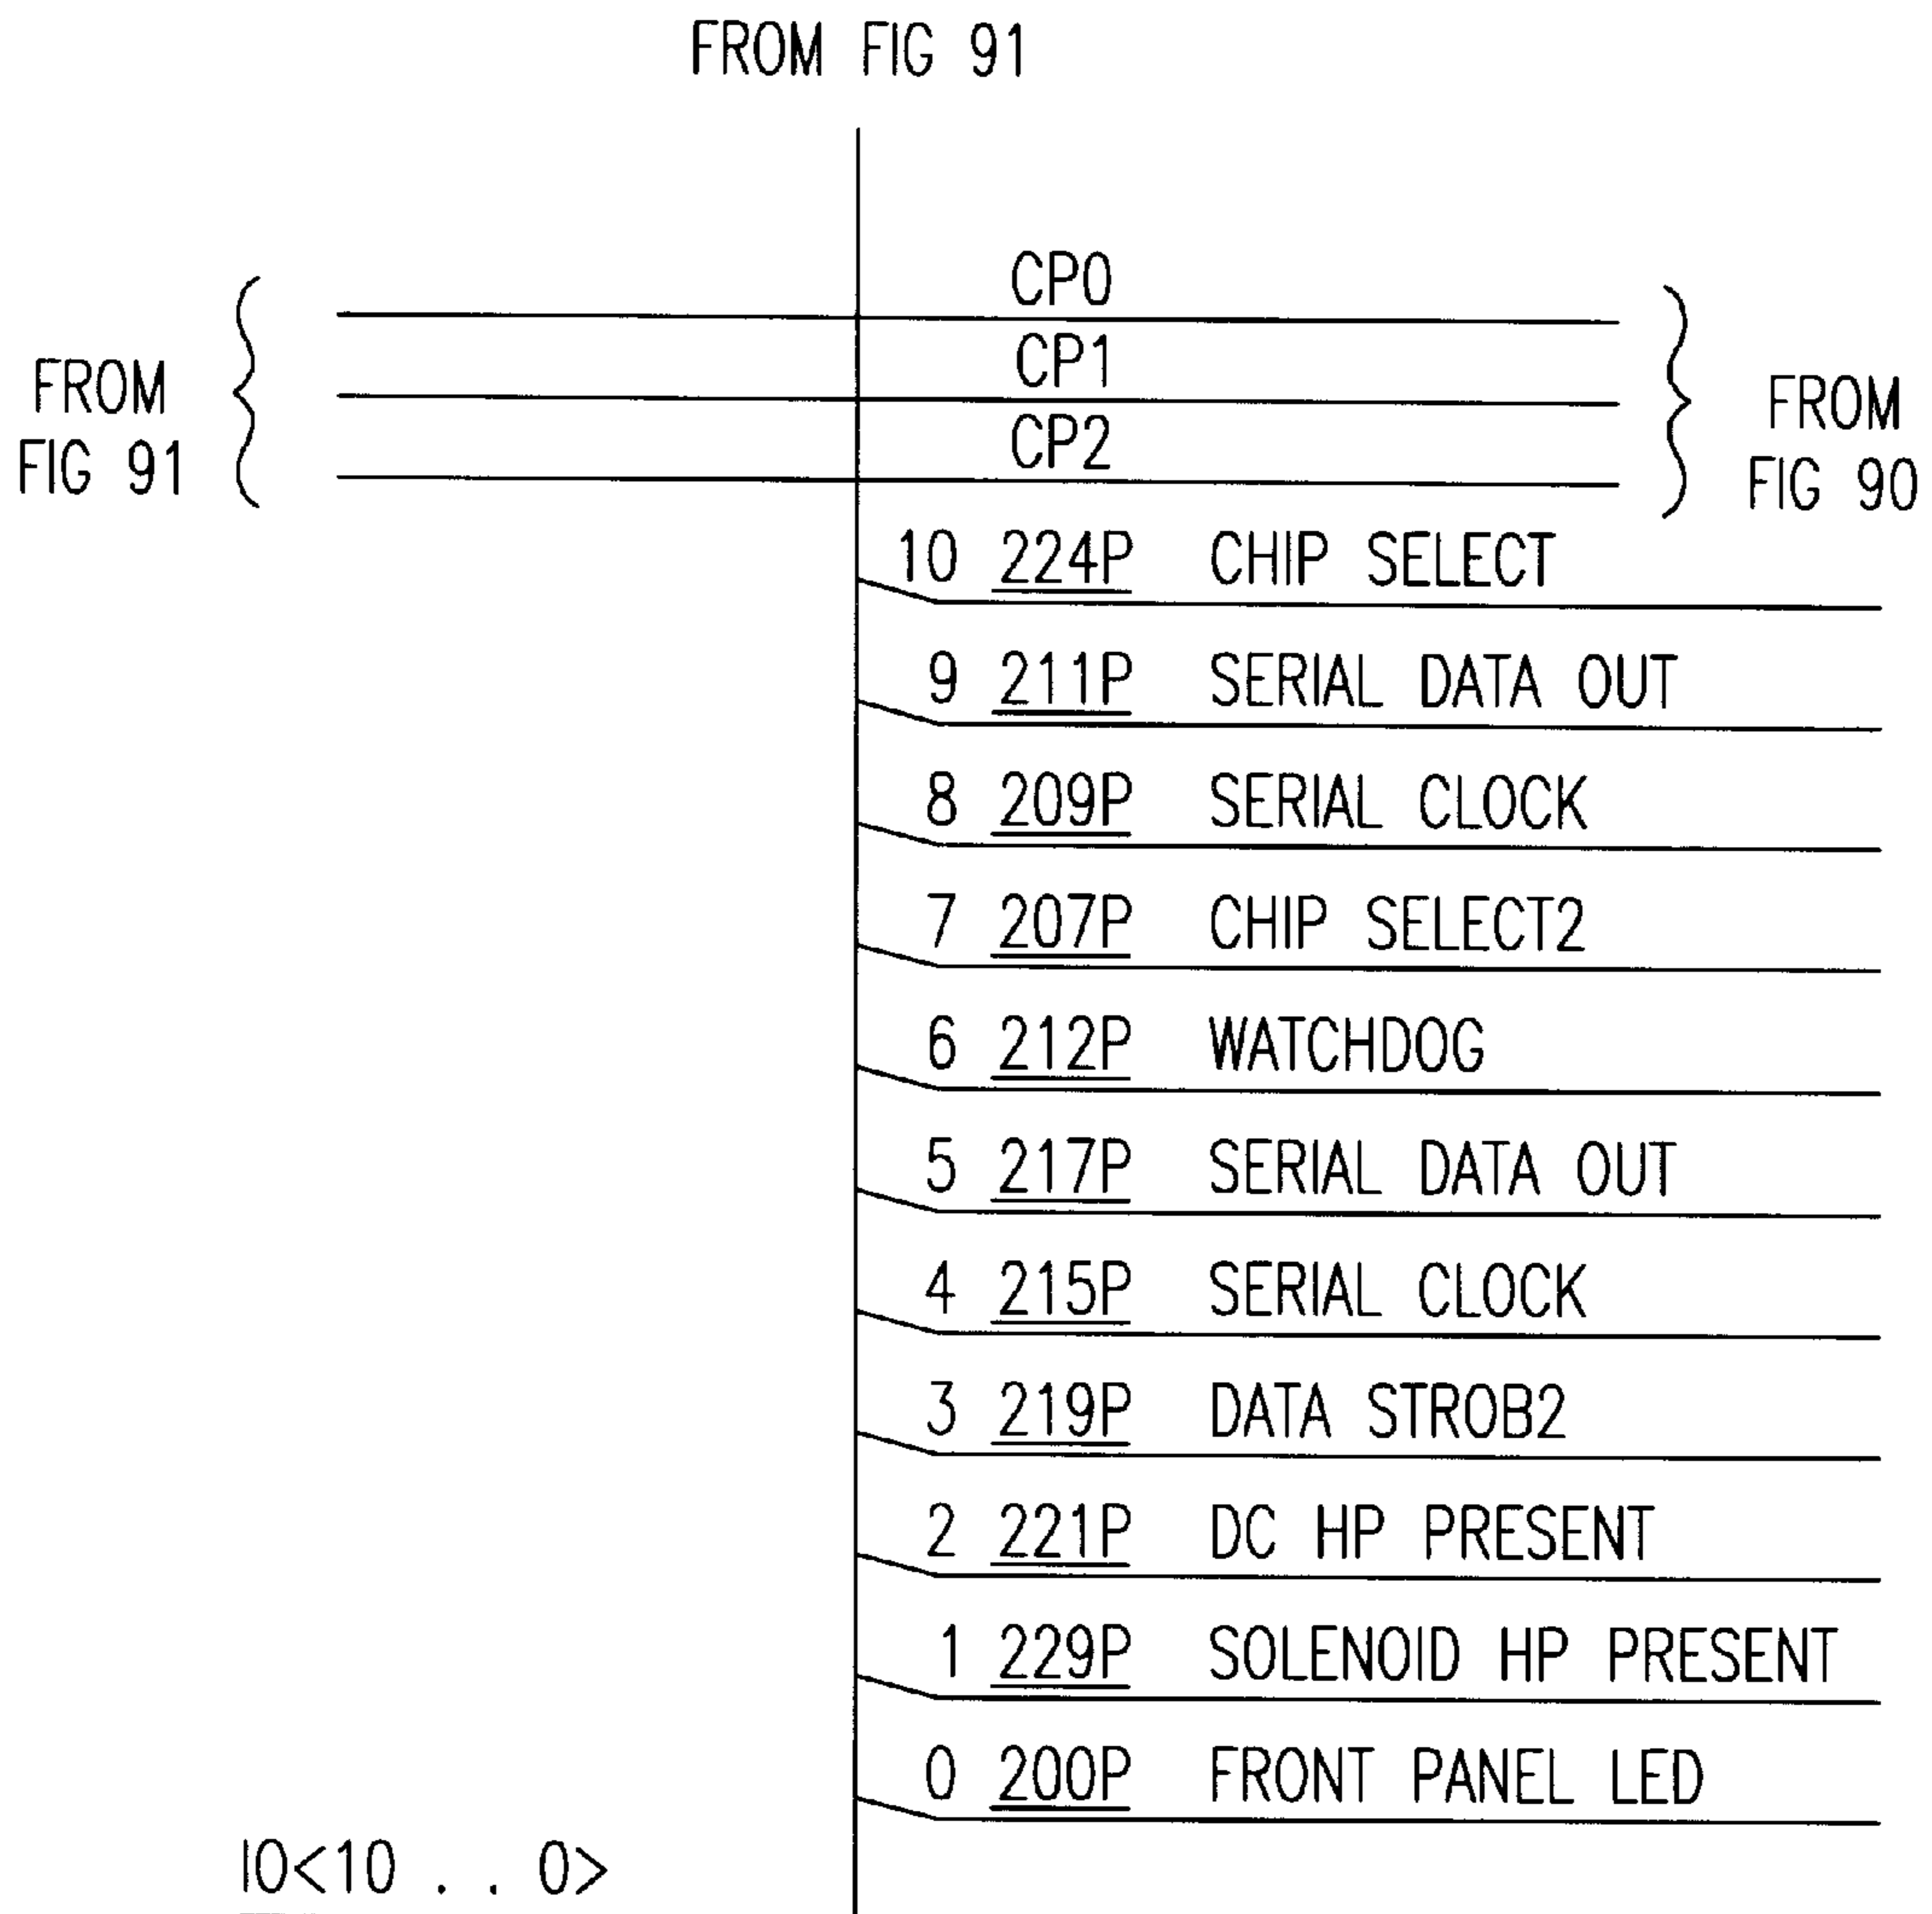 FROM FIG 91
CP0
CP1
CP2
FROM
FIG 91
FROM
FIG 90
10 224P CHIP SELECT
9 211P SERIAL DATA OUT
8 209P SERIAL CLOCK
7 207P CHIP SELECT2
6 212P WATCHDOG
5 217P SERIAL DATA OUT
4 215P SERIAL CLOCK
3 219P DATA STROB2
2 221P DC HP PRESENT
1 229P SOLENOID HP PRESENT
0 200P FRONT PANEL LED
IO<10 . . 0>